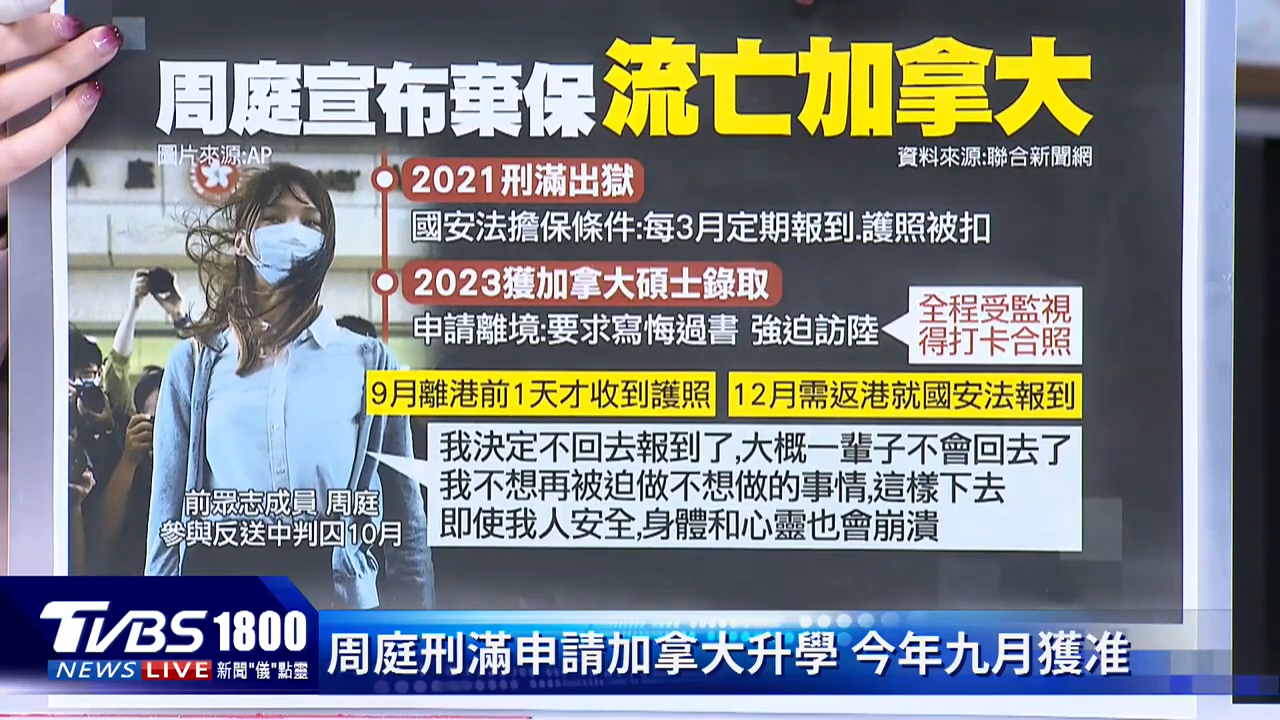 周庭宣布棄保流亡加拿大
圖片來源:AP
資料來源:聯合新聞網
2021刑滿出獄
國安法擔保條件:每3月定期報到.護照被扣
2023獲加拿大碩士錄取
申請離境:要求寫悔過書 強迫訪陸
全程受監視
得打卡合照
9月離港前1天才收到護照
12月需返港就國安法報到
我決定不回去報到了,大概一輩子不會回去了
我不想再被迫做不想做的事情,這樣下去
即使我人安全,身體和心靈也會崩潰
前眾志成員 周庭
參與反送中判囚10月
TVBS 1800
NEWS LIVE 新聞"儀"點靈
周庭刑滿申請加拿大升學 今年九月獲准